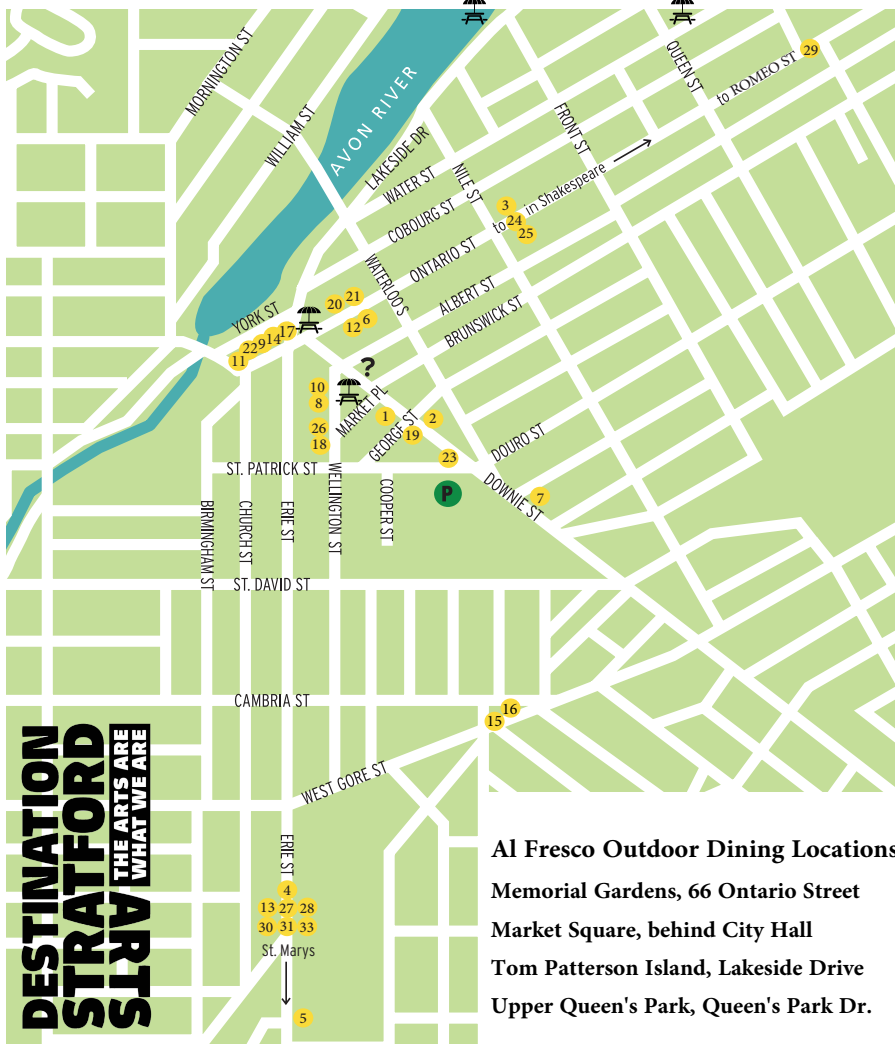 MORNINGTON ST
WILLIAM ST
AVON RIVER
LAKESIDE DR
WATER ST
COBOURG ST
NILE ST
FRONT ST
QUEEN ST
to ROMEO ST
29
3
to 24 in Shakespeare
25
ONTARIO ST
WATERLOO S
ALBERT ST
BRUNSWICK ST
YORK ST
20
21
12
6
17
14
9
22
11
?
10
8
MARKET PL
1
2
GEORGE ST
19
26
18
23
ST. PATRICK ST
DOURO ST
P
7
DOWNIE ST
BIRMINGHAM ST
CHURCH ST
ERIE ST
WELLINGTON ST
COOPER ST
ST. DAVID ST
CAMBRIA ST
16
15
WEST GORE ST
ERIE ST
4
13 27 28
30 31 33
St. Marys
5
DESTINATION
STRATFORD
THE ARTS ARE
WHAT WE ARE
ARTS
Al Fresco Outdoor Dining Locations
Memorial Gardens, 66 Ontario Street
Market Square, behind City Hall
Tom Patterson Island, Lakeside Drive
Upper Queen's Park, Queen's Park Dr.